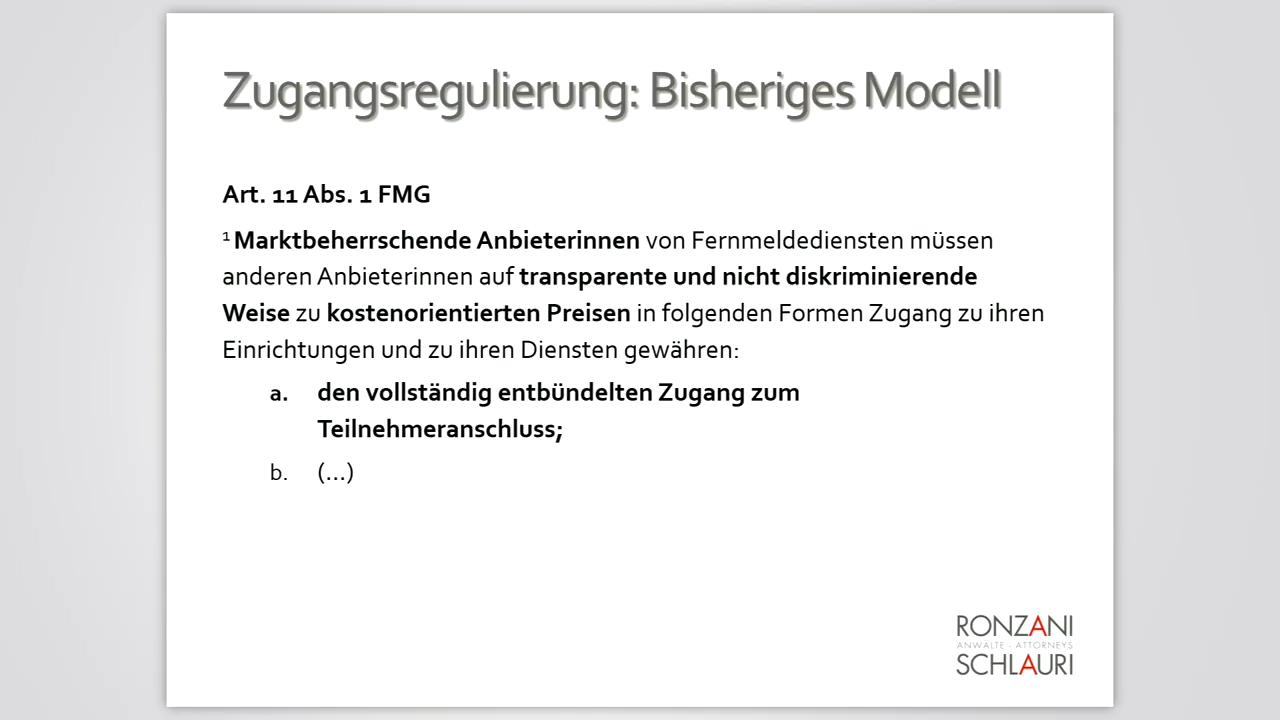 Zugangsregulierung: Bisheriges Modell
Art. 11 Abs. 1 FMG
¹ Marktbeherrschende Anbieterinnen von Fernmeldediensten müssen
anderen Anbieterinnen auf transparente und nicht diskriminierende
Weise zu kostenorientierten Preisen in folgenden Formen Zugang zu ihren
Einrichtungen und zu ihren Diensten gewähren:
a. den vollständig entbündelten Zugang zum
Teilnehmeranschluss;
b. (...)
RONZANI
ANWÄLTE - ATTORNEYS
SCHLAURI